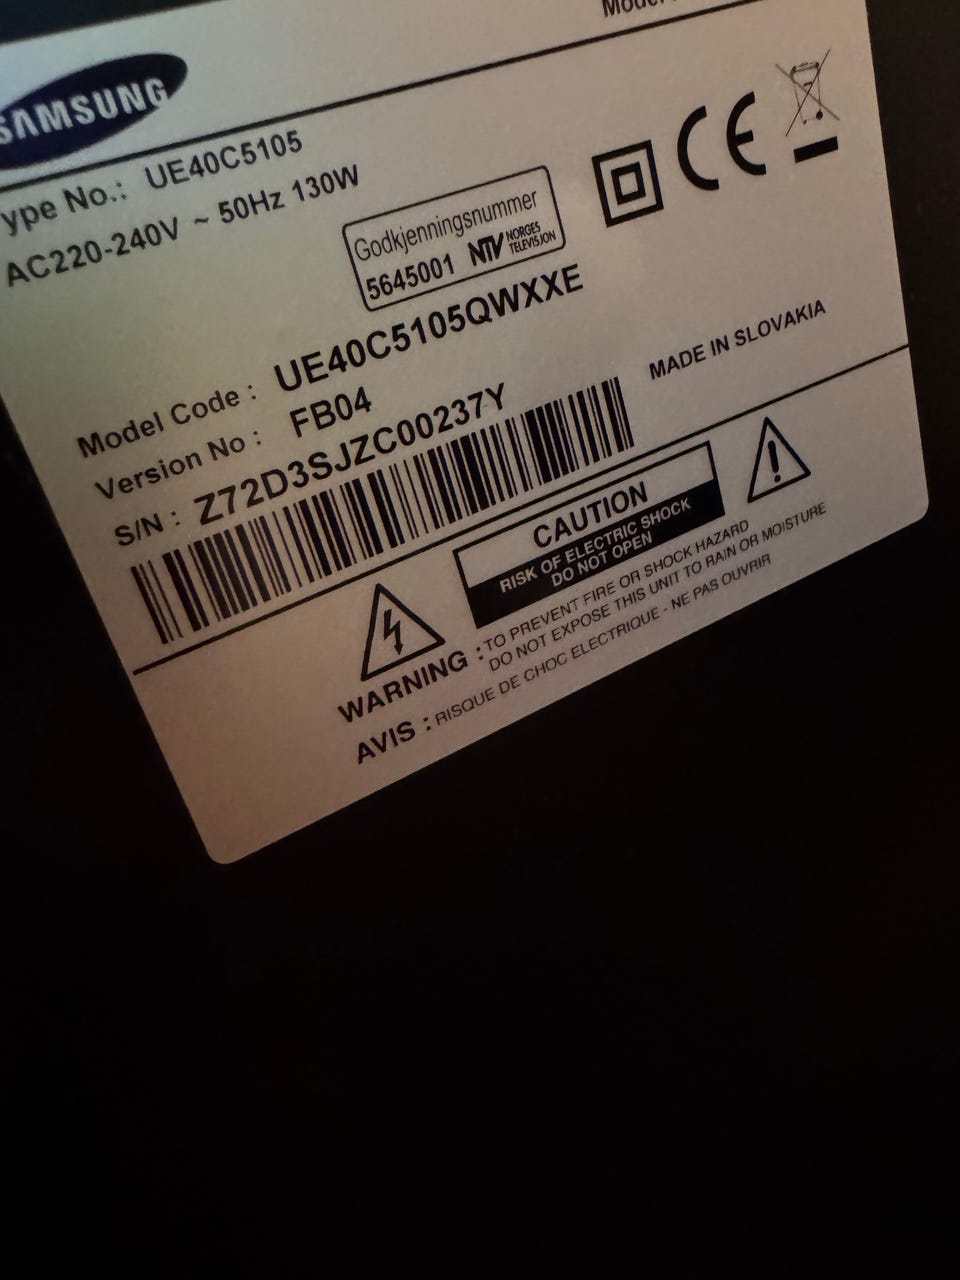 Model
SAMSUNG
ype No.: UE40C5105
AC220-240V ~ 50Hz 130W
Godkjenningsnummer
5645001 NTV NORGES
TELEVISJON
CE
Model Code : UE40C5105QWXXE
Version No : FB04
MADE IN SLOVAKIA
S/N : Z72D3SJZC00237Y
CAUTION
RISK OF ELECTRIC SHOCK
DO NOT OPEN
WARNING : TO PREVENT FIRE OR SHOCK HAZARD
DO NOT EXPOSE THIS UNIT TO RAIN OR MOISTURE
AVIS : RISQUE DE CHOC ELECTRIQUE - NE PAS OUVRIR